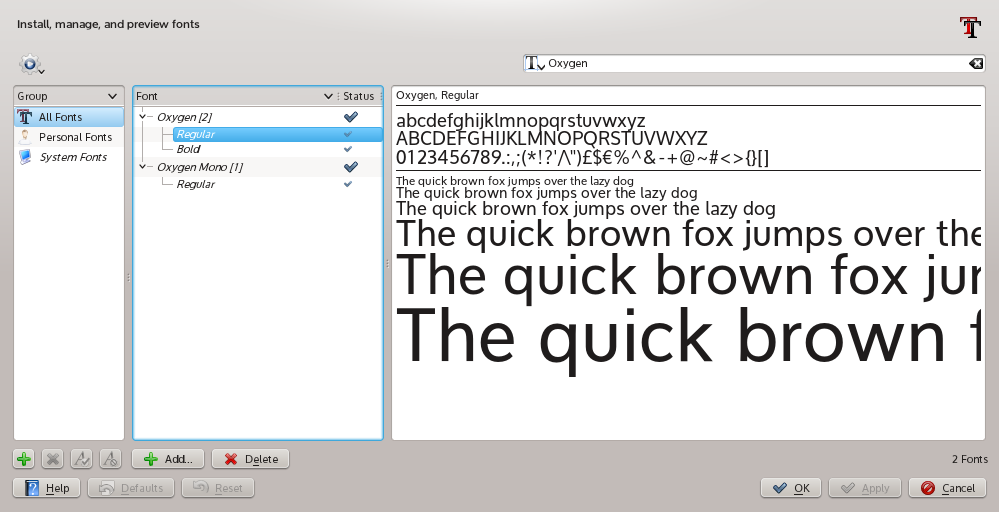 Install, manage, and preview fonts
Oxygen
Group
All Fonts
Personal Fonts
System Fonts
Font Status
Oxygen [2]
Regular
Bold
Oxygen Mono [1]
Regular
Oxygen, Regular
abcdefghijklmnopqrstuvwxyz
ABCDEFGHIJKLMNOPQRSTUVWXYZ
0123456789.:,;(*!?'/\")£$€%^&-+@~#<>{}[]
The quick brown fox jumps over the lazy dog
The quick brown fox jumps over the lazy dog
The quick brown fox jumps over the lazy dog
The quick brown fox jumps over the
The quick brown fox jur
The quick brown f
Add... Delete
2 Fonts
Help Defaults Reset
OK Apply Cancel